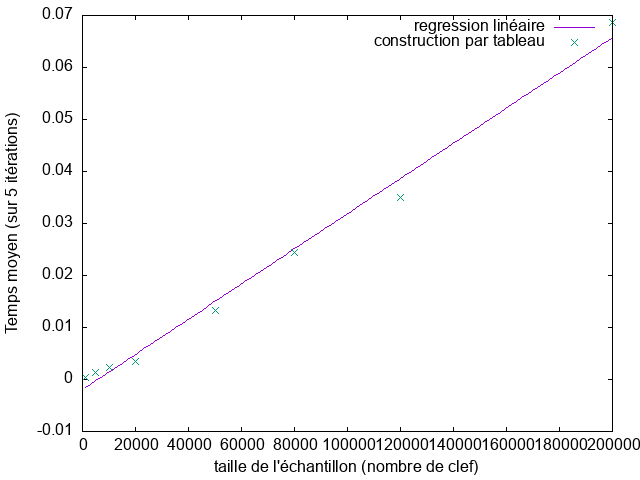 0.07
0.06
0.05
0.04
0.03
0.02
0.01
0
-0.01
0 20000 40000 60000 80000 100000 120000 140000 160000 180000 200000
regression linéaire
construction par tableau
Temps moyen (sur 5 itérations)
taille de l'échantillon (nombre de clef)